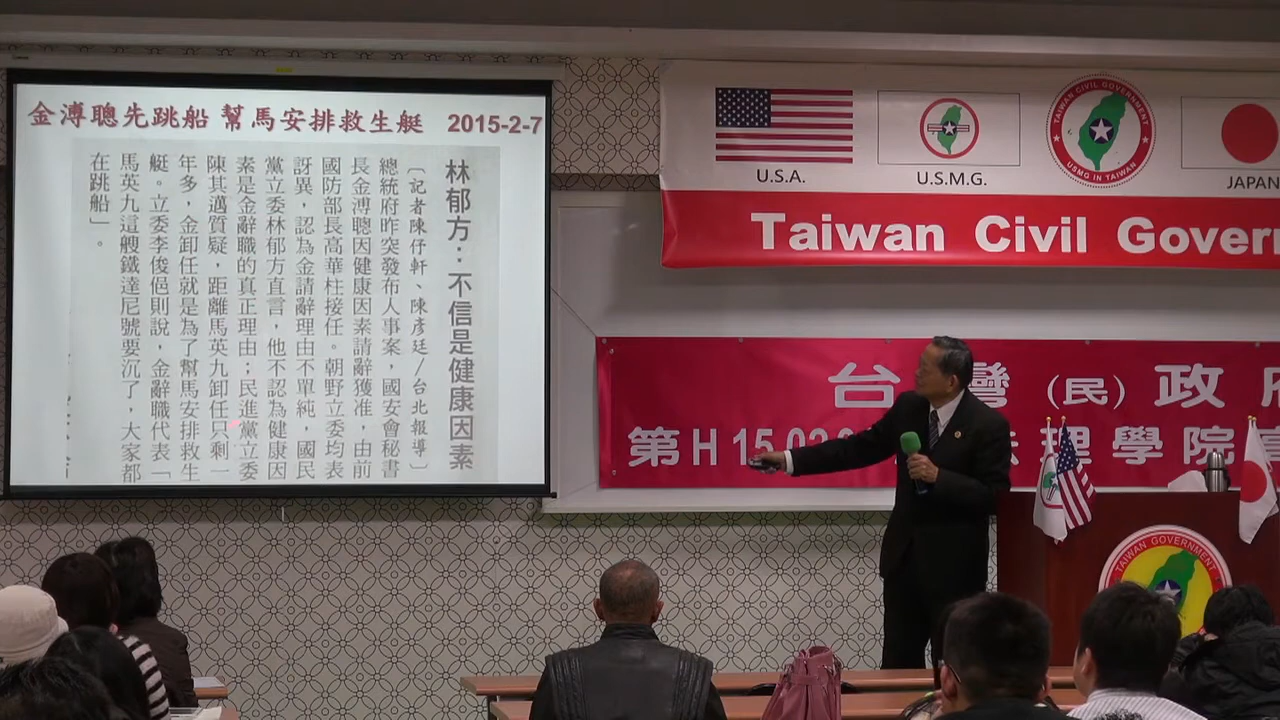 金溥聰先跳船 幫馬安排救生艇 2015-2-7
林郁方：不信是健康因素
〔記者陳仔軒、陳彥廷／台北報導〕
總統府昨突發布人事案，國安會秘書
長金溥聰因健康因素請辭獲准，由前
國防部長高華柱接任。朝野立委均表
訝異，認為金請辭理由不單純，國民
黨立委林郁方直言，他不認為健康因
素是金辭職的真正理由；民進黨立委
陳其邁質疑，距離馬英九卸任只剩一
年多，金卸任就是為了幫馬安排救生
艇。立委李俊俋則說，金辭職代表「
馬英九這艘鐵達尼號要沉了，大家都
在跳船」。
U.S.A.
U.S.M.G.
TAIWAN CIVIL GOVERNMENT
USMG IN TAIWAN
JAPAN
Taiwan Civil Govern
台灣（民）政府
第H15 法理學院
TAIWAN GOVERNMENT